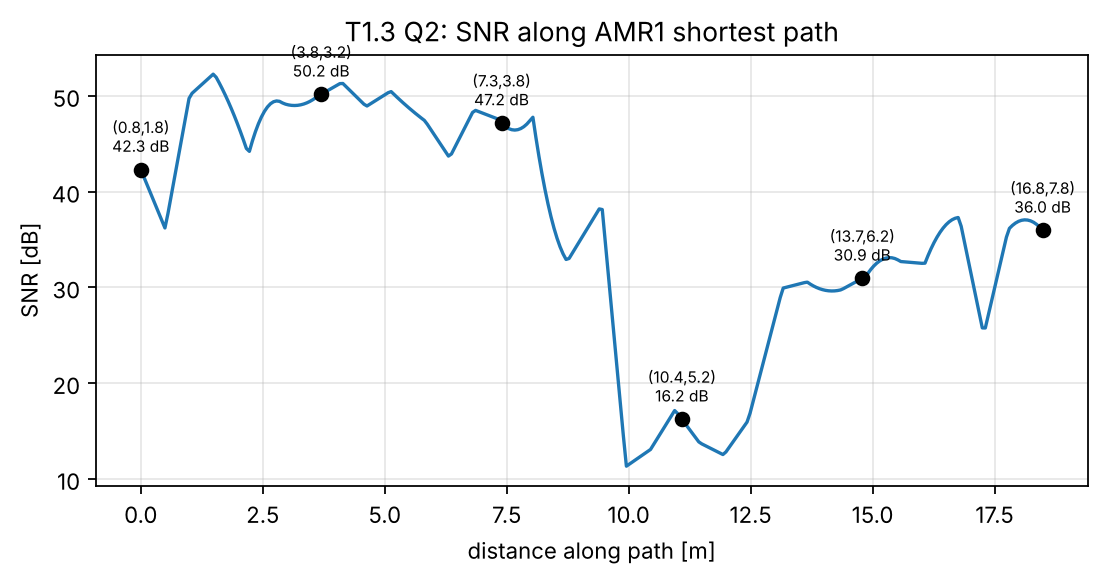 T1.3 Q2: SNR along AMR1 shortest path
(3.8,3.2)
50.2 dB
(7.3,3.8)
47.2 dB
(0.8,1.8)
42.3 dB
(16.8,7.8)
36.0 dB
(13.7,6.2)
30.9 dB
(10.4,5.2)
16.2 dB
50
40
30
20
10
SNR [dB]
0.0 2.5 5.0 7.5 10.0 12.5 15.0 17.5
distance along path [m]